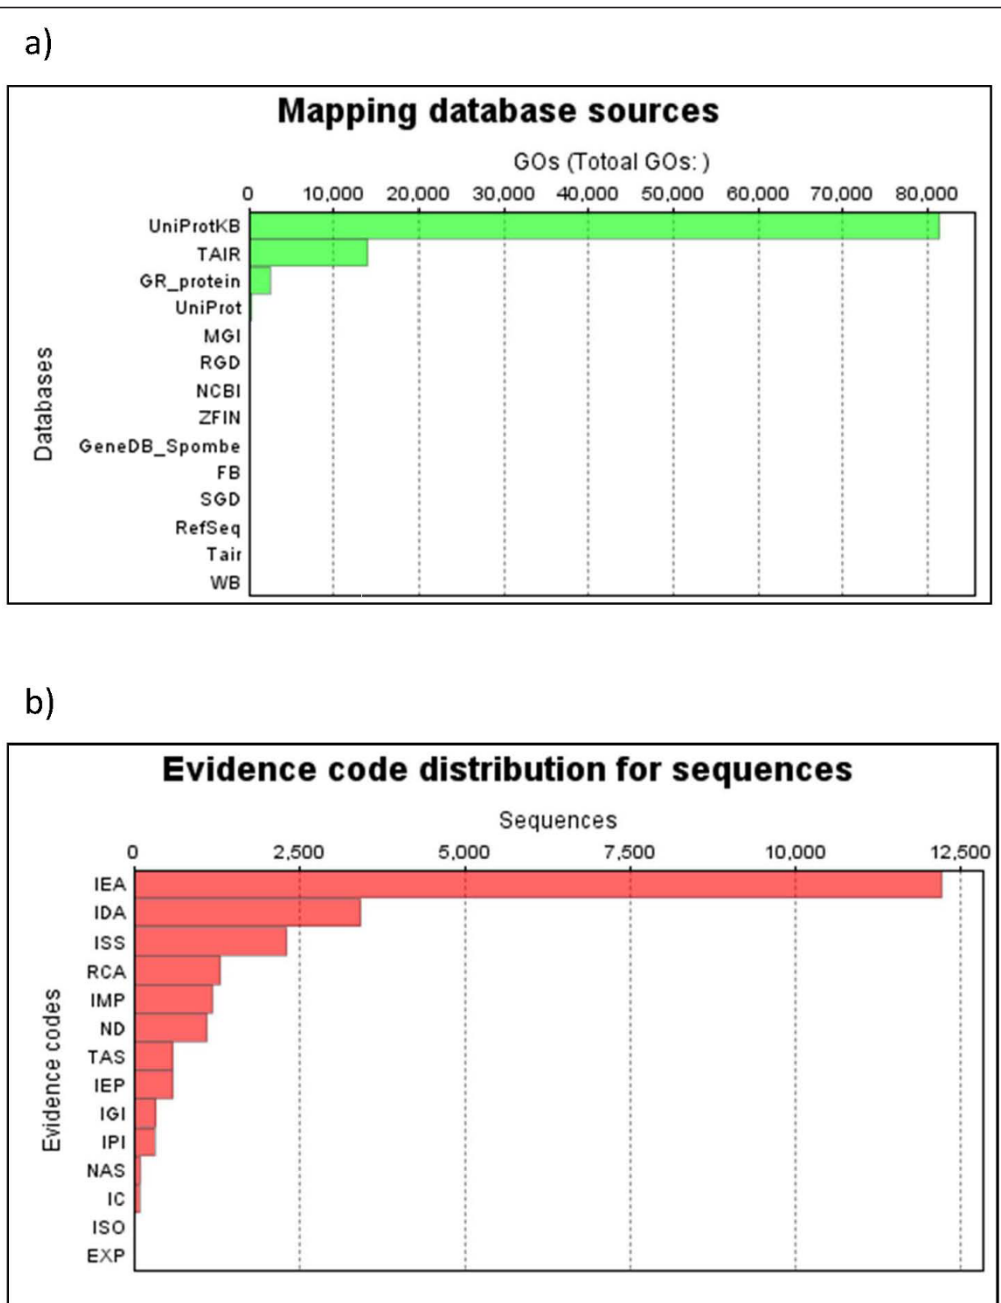 a)
Mapping database sources
GOs (Totoal GOs: )
0 10,000 20,000 30,000 40,000 50,000 60,000 70,000 80,000
Databases
UniProtKB
TAIR
GR_protein
UniProt
MGI
RGD
NCBI
ZFIN
GeneDB_Spombe
FB
SGD
RefSeq
Tair
WB
b)
Evidence code distribution for sequences
Sequences
0 2,500 5,000 7,500 10,000 12,500
Evidence codes
IEA
IDA
ISS
RCA
IMP
ND
TAS
IEP
IGI
IPI
NAS
IC
ISO
EXP